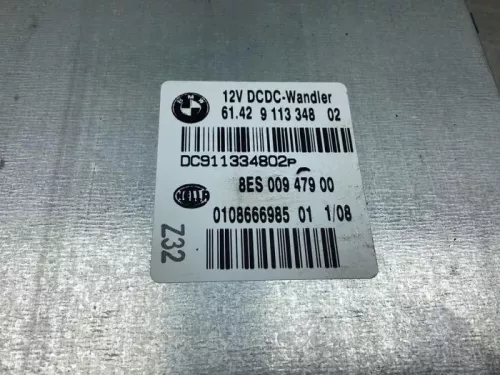 BMW
12V DCDC-Wandler
61.42 9 113 348 02
DC911334802P
8ES 009 479 00
0108666985 01 1/08
Z32